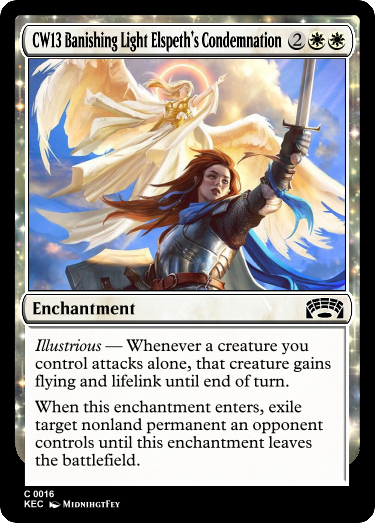 CW13 Banishing Light Elspeth's Condemnation 2
Enchantment
Illustrious — Whenever a creature you
control attacks alone, that creature gains
flying and lifelink until end of turn.
When this enchantment enters, exile
target nonland permanent an opponent
controls until this enchantment leaves
the battlefield.
C 0016
KEC MidnihgtFey